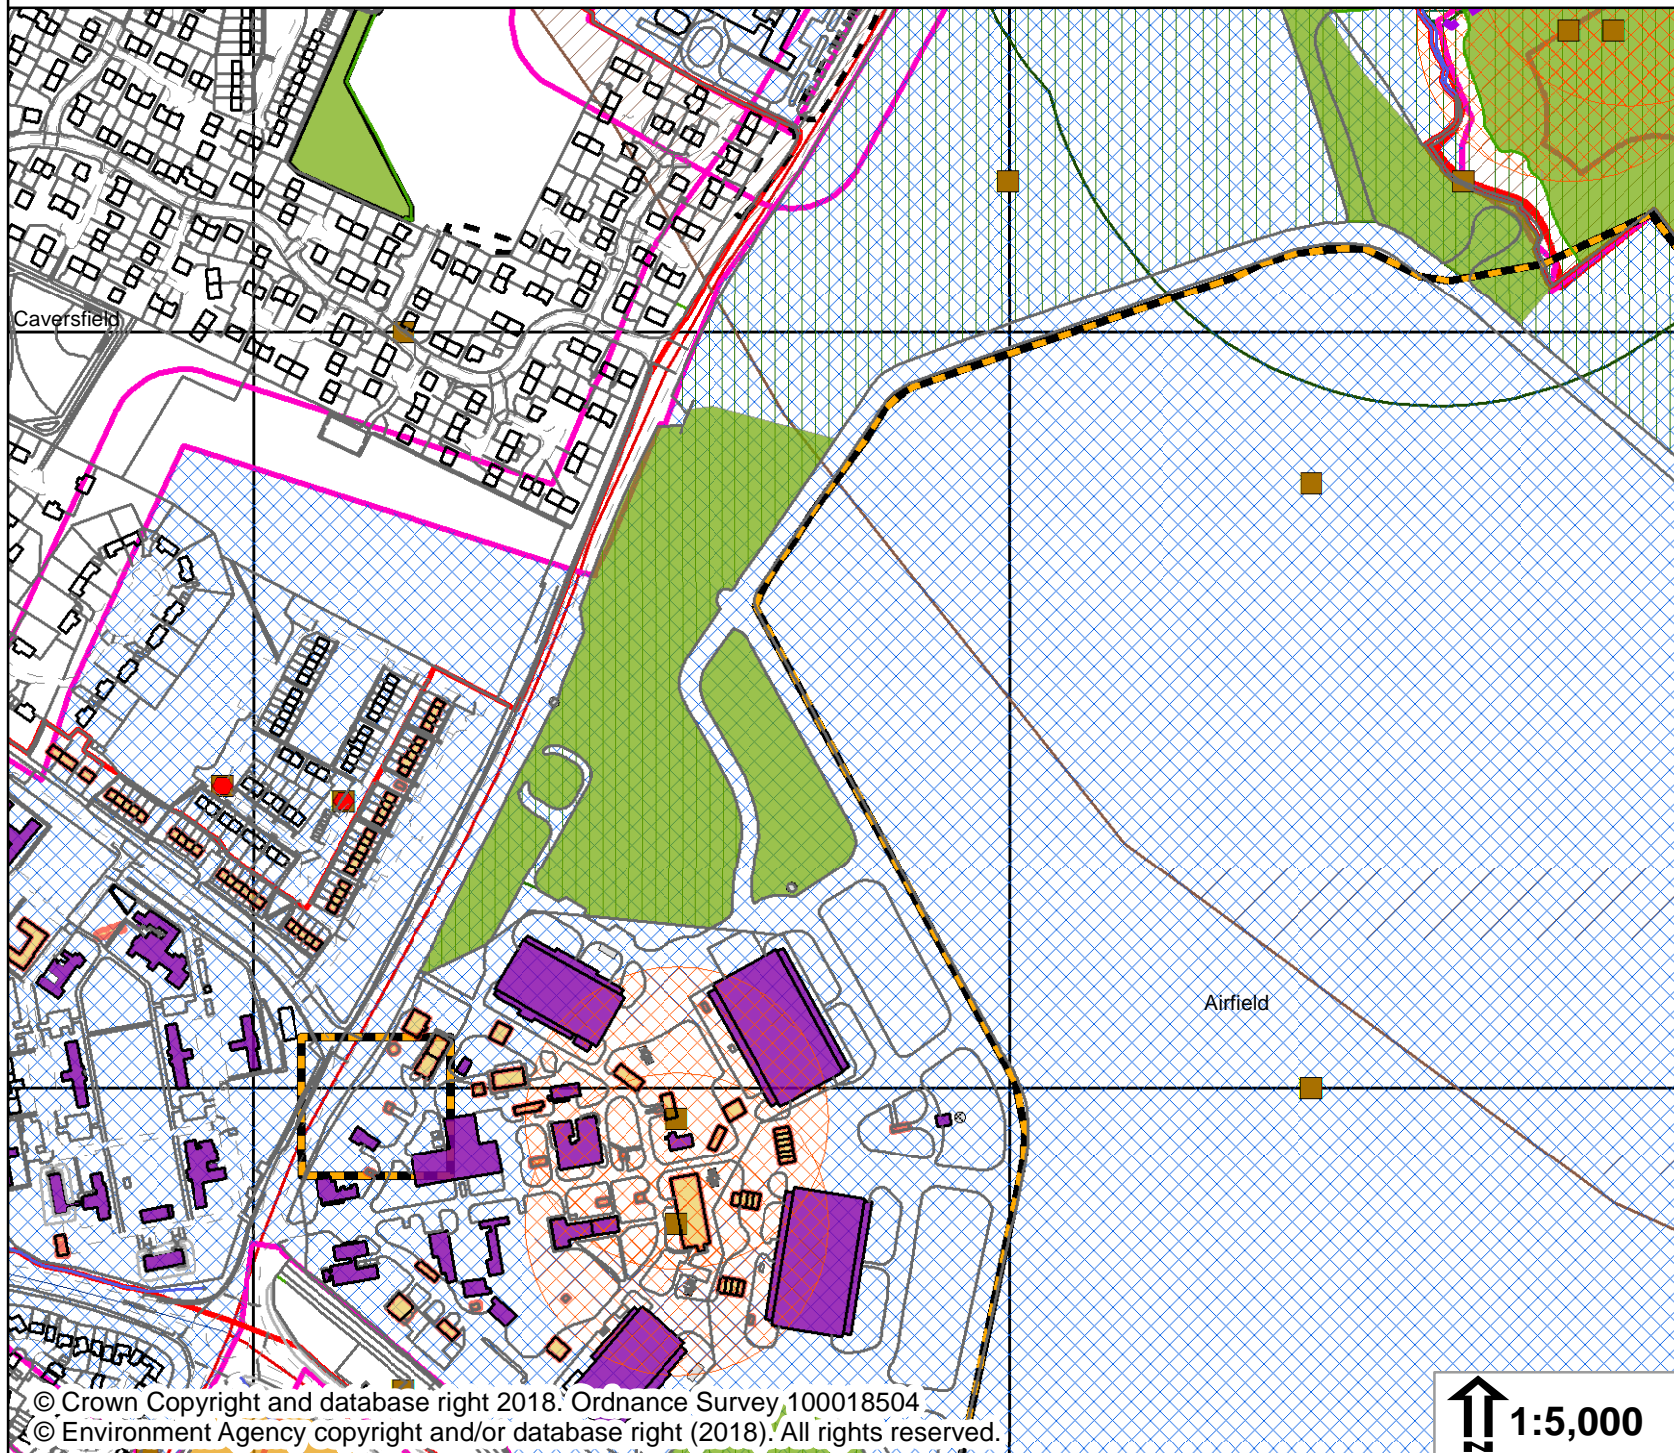 Caversfield
Airfield
© Crown Copyright and database right 2018. Ordnance Survey 100018504
© Environment Agency copyright and/or database right (2018). All rights reserved.
1:5,000
N